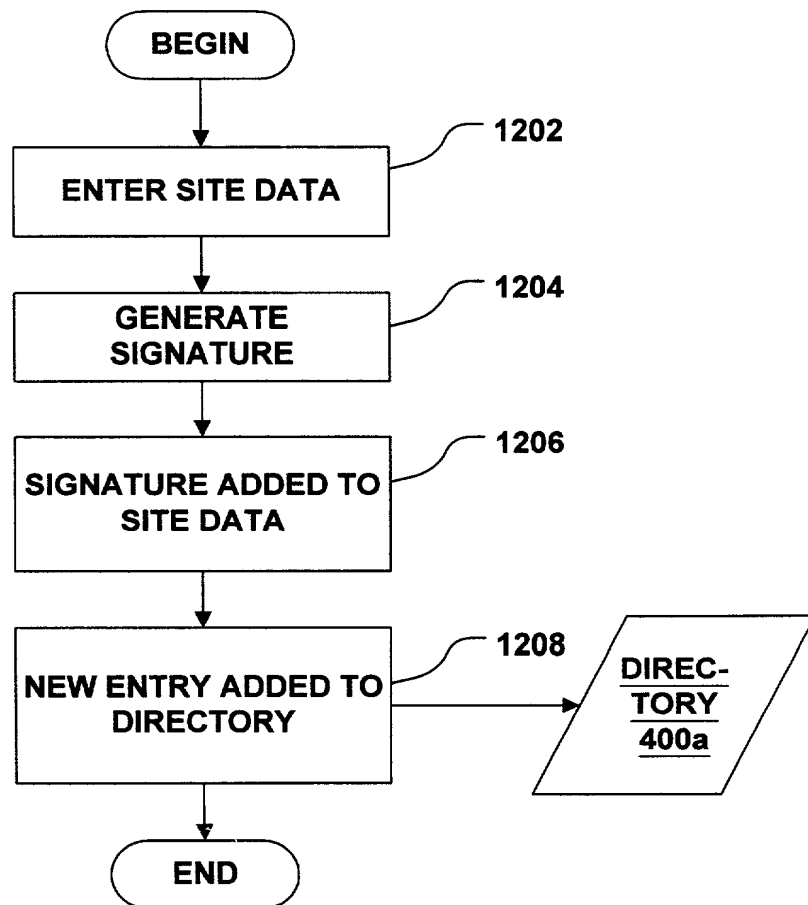 BEGIN
1202
ENTER SITE DATA
1204
GENERATE
SIGNATURE
1206
SIGNATURE ADDED TO
SITE DATA
1208
NEW ENTRY ADDED TO
DIRECTORY
DIREC-
TORY
400a
END